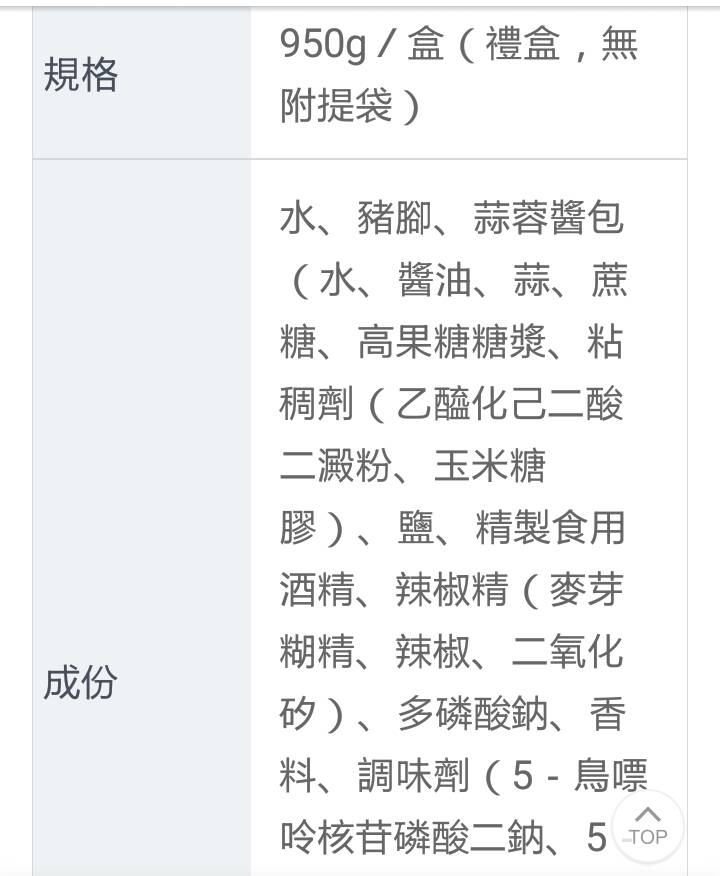 規格
950g / 盒（禮盒，無
附提袋）
成份
水、豬腳、蒜蓉醬包
（水、醬油、蒜、蔗
糖、高果糖糖漿、粘
稠劑（乙醯化己二酸
二澱粉、玉米糖
膠）、鹽、精製食用
酒精、辣椒精（麥芽
糊精、辣椒、二氧化
矽）、多磷酸鈉、香
料、調味劑（5 - 鳥嘌
呤核苷磷酸二鈉、5 -
TOP